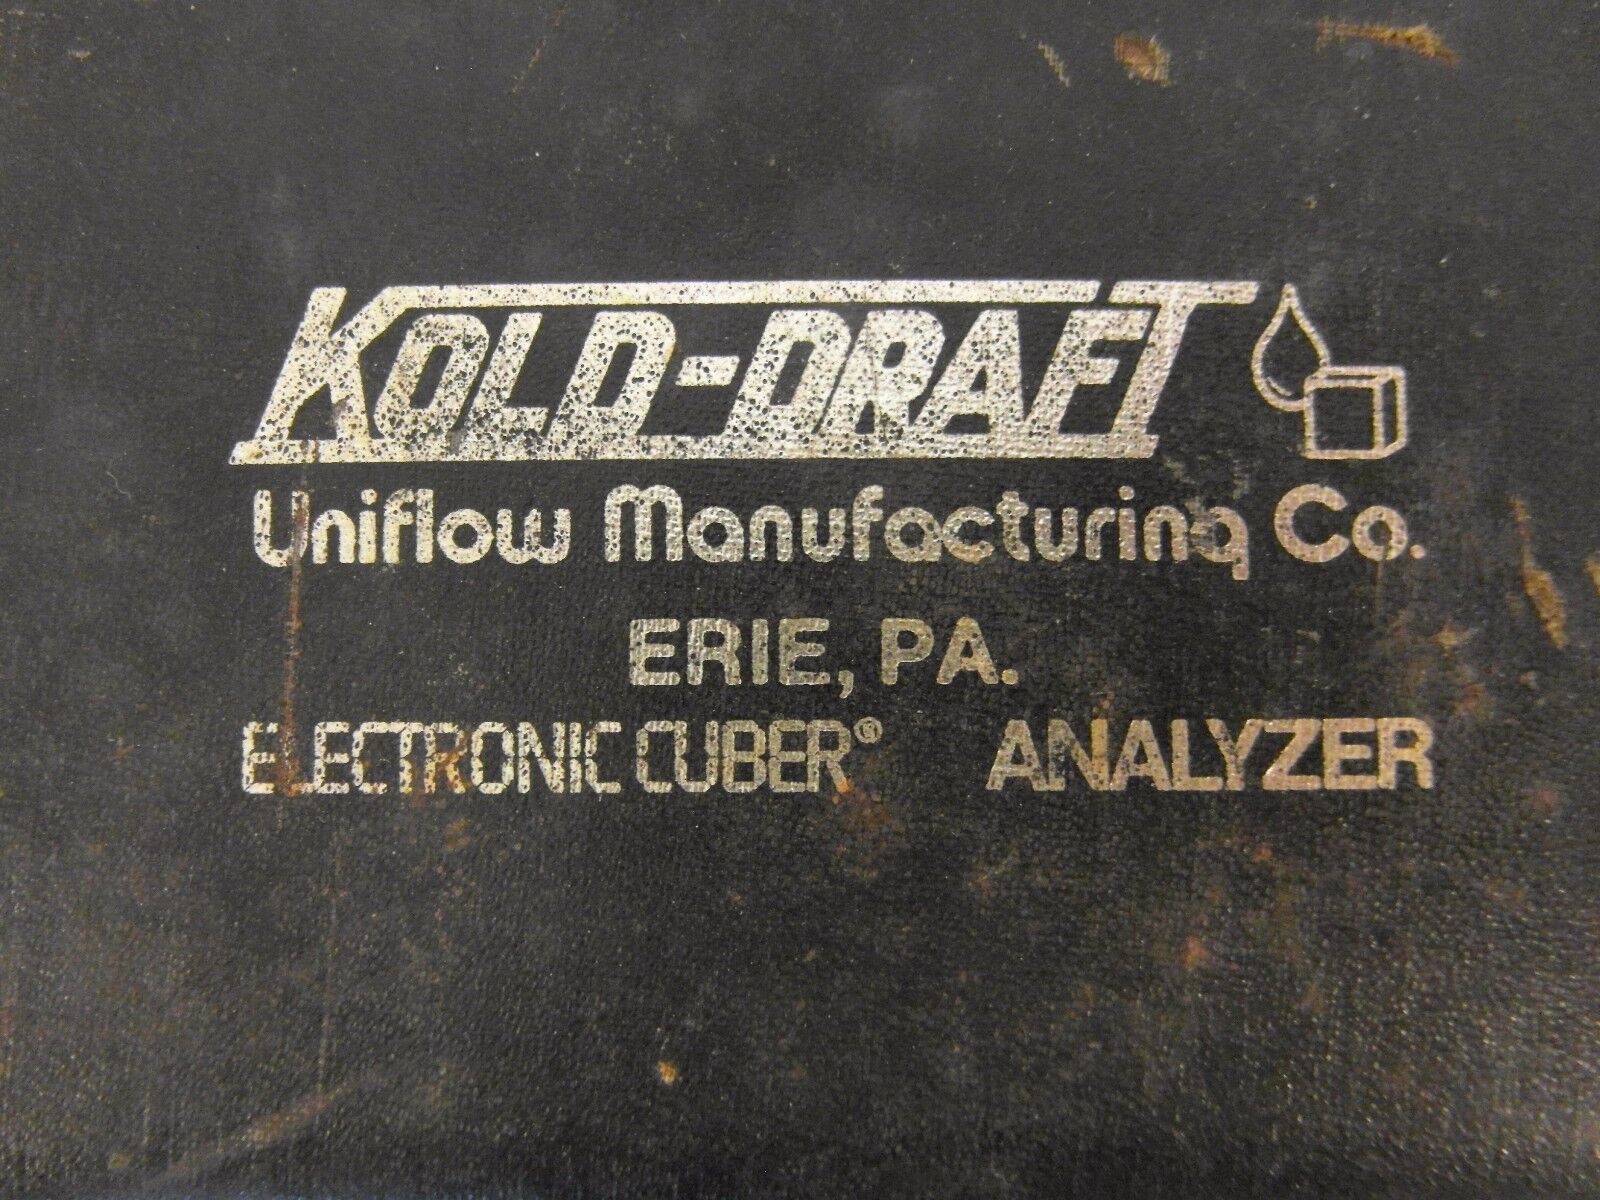 KOLD-DRAFT
Uniflow Manufacturing Co.
ERIE, PA.
ELECTRONIC CUBER® ANALYZER